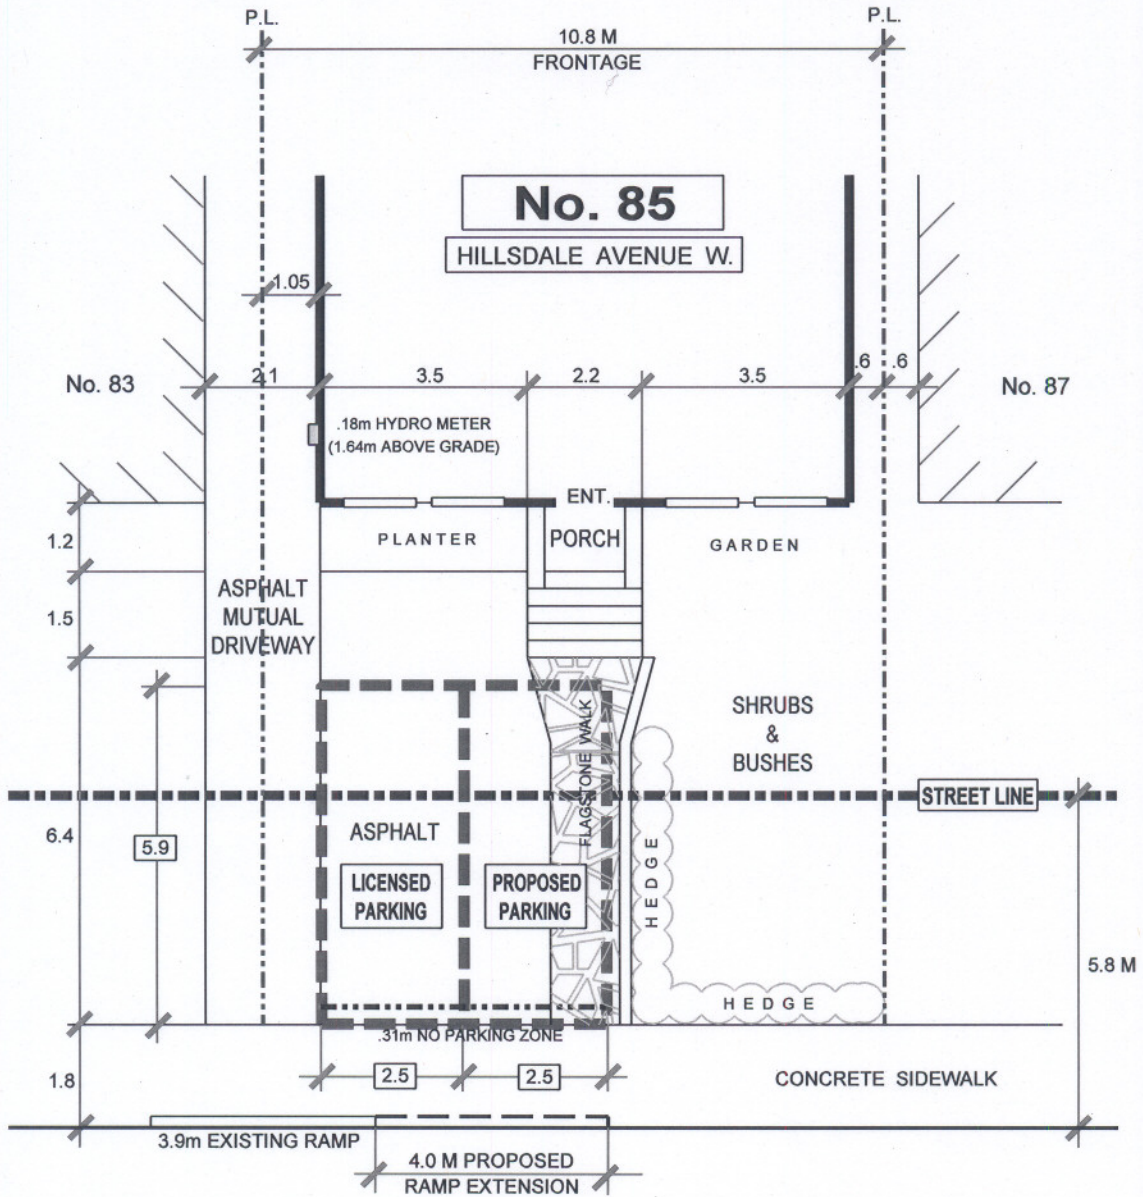 P.L.
P.L.
10.8 M
FRONTAGE
No. 85
HILLSDALE AVENUE W.
1.05
No. 83
2.1
3.5
2.2
3.5
.6
.6
No. 87
.18m HYDRO METER
(1.64m ABOVE GRADE)
ENT.
1.2
PLANTER
PORCH
GARDEN
ASPHALT
MUTUAL
DRIVEWAY
1.5
SHRUBS
&
BUSHES
FLAGSTONE WALK
STREET LINE
6.4
5.9
ASPHALT
LICENSED
PARKING
PROPOSED
PARKING
HEDGE
5.8 M
HEDGE
.31m NO PARKING ZONE
1.8
2.5
2.5
CONCRETE SIDEWALK
3.9m EXISTING RAMP
4.0 M PROPOSED
RAMP EXTENSION